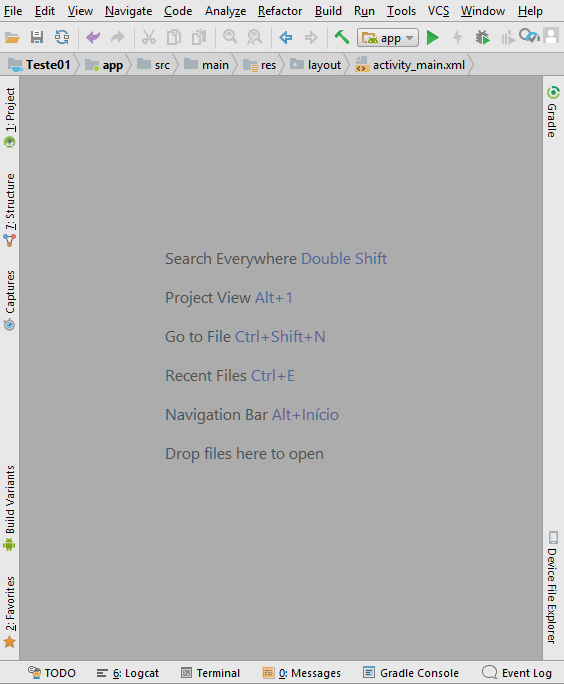 File Edit View Navigate Code Analyze Refactor Build Run Tools VCS Window Help
app
Teste01 app src main res layout activity_main.xml
1: Project
7: Structure
Captures
Build Variants
2: Favorites
Search Everywhere Double Shift
Project View Alt+1
Go to File Ctrl+Shift+N
Recent Files Ctrl+E
Navigation Bar Alt+Início
Drop files here to open
Gradle
Device File Explorer
TODO 6: Logcat Terminal 0: Messages Gradle Console Event Log